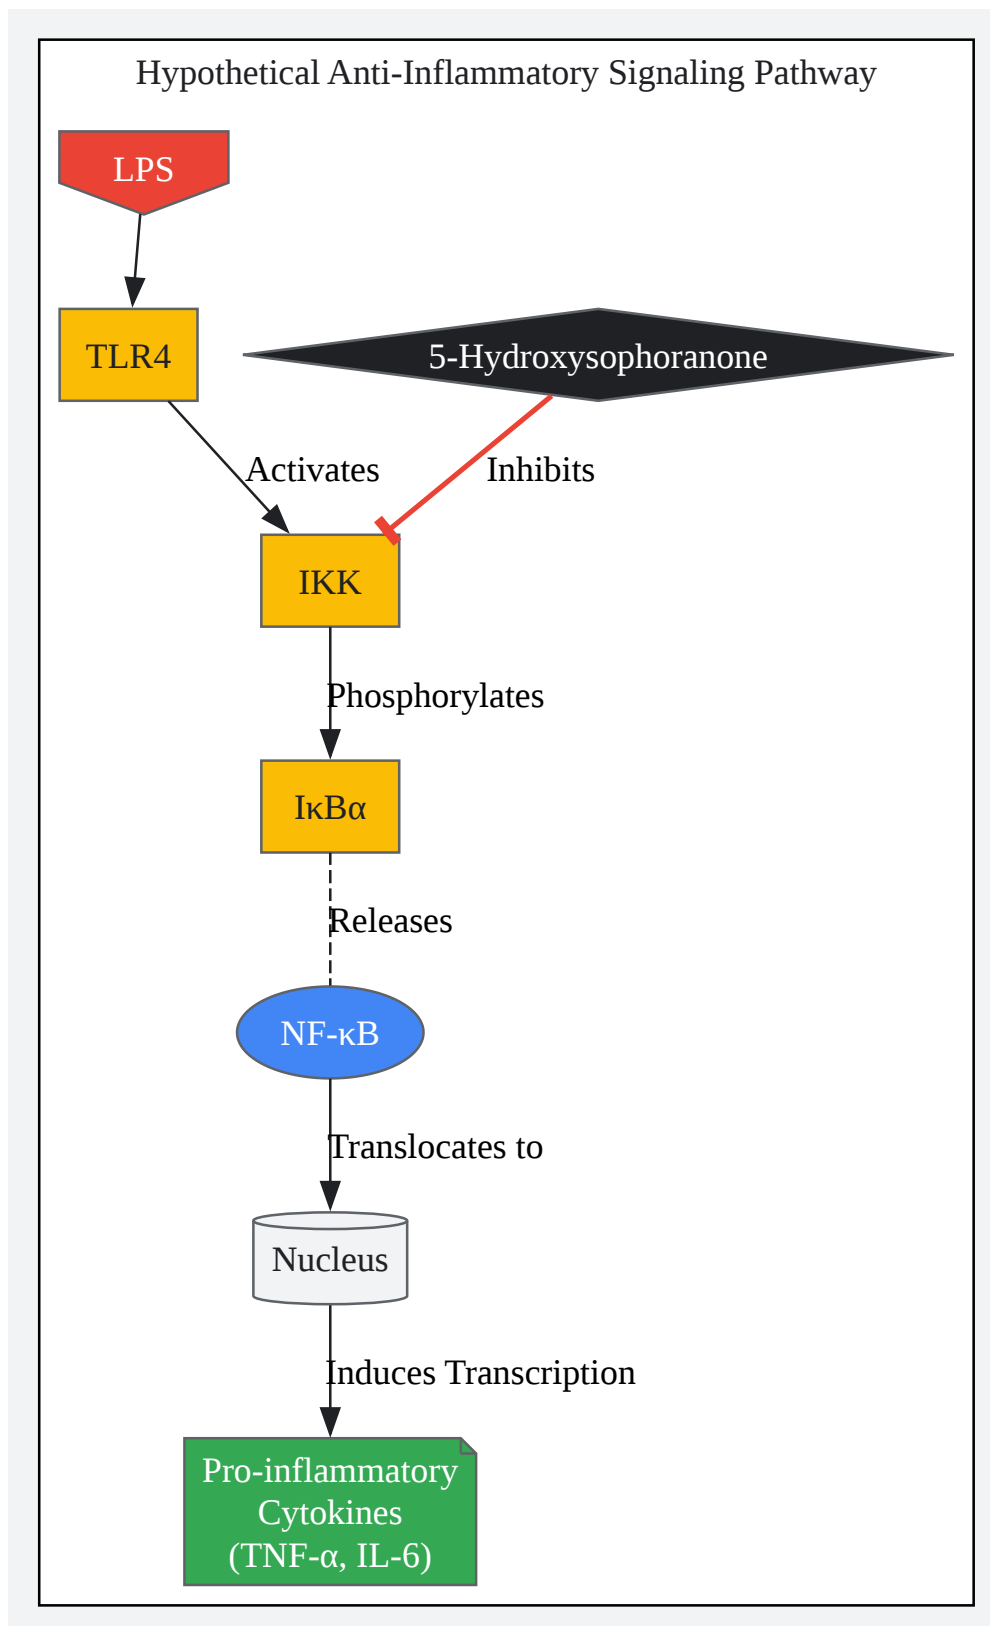 Hypothetical Anti-Inflammatory Signaling Pathway
LPS
TLR4
5-Hydroxysophoranone
Activates
Inhibits
IKK
Phosphorylates
IκBα
Releases
NF-κB
Translocates to
Nucleus
Induces Transcription
Pro-inflammatory
Cytokines
(TNF-α, IL-6)